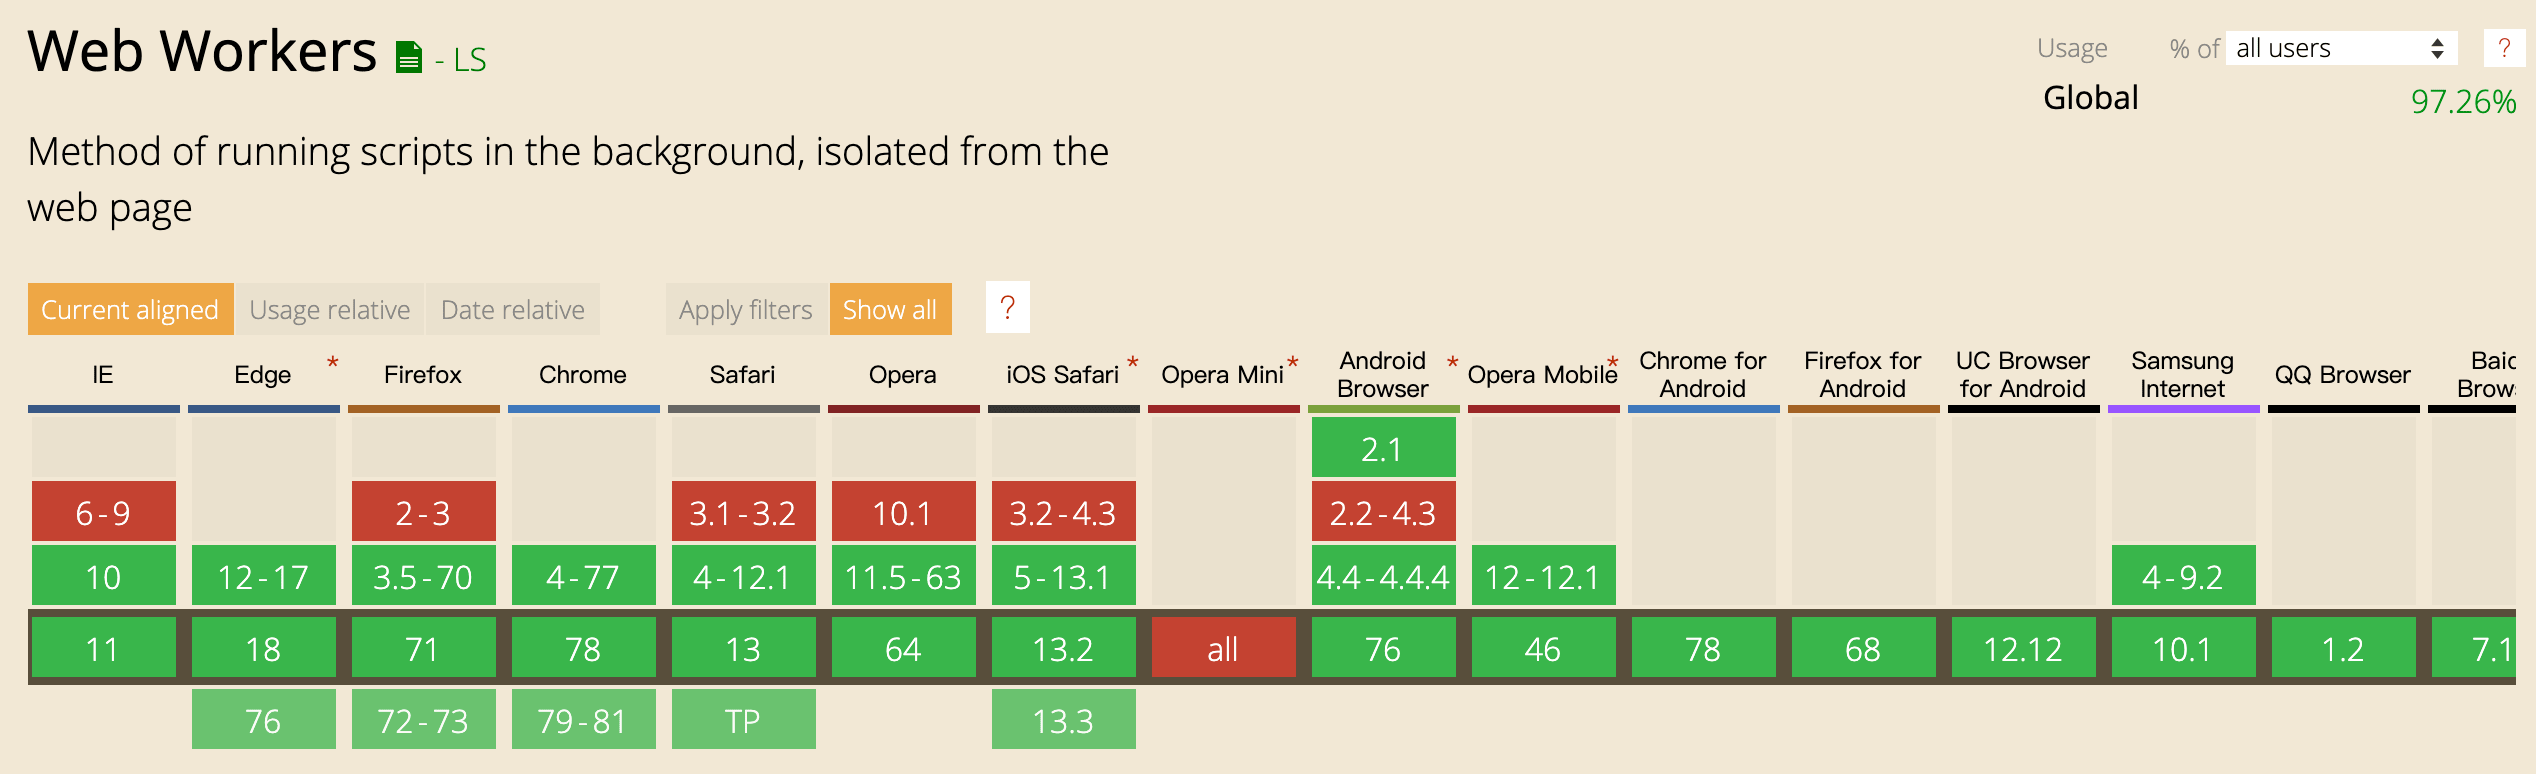 Web Workers - LS
Usage % of all users ?
Global 97.26%
Method of running scripts in the background, isolated from the
web page
Current aligned Usage relative Date relative Apply filters Show all ?
IE Edge * Firefox Chrome Safari Opera iOS Safari * Opera Mini * Android Browser * Opera Mobile * Chrome for Android Firefox for Android UC Browser for Android Samsung Internet QQ Browser
2.1
6-9 2-3 3.1-3.2 10.1 3.2-4.3 2.2-4.3
10 12-17 3.5-70 4-77 4-12.1 11.5-63 5-13.1 4.4-4.4.4 12-12.1 4-9.2
11 18 71 78 13 64 13.2 all 76 46 78 68 12.12 10.1 1.2 7.1
76 72-73 79-81 TP 13.3